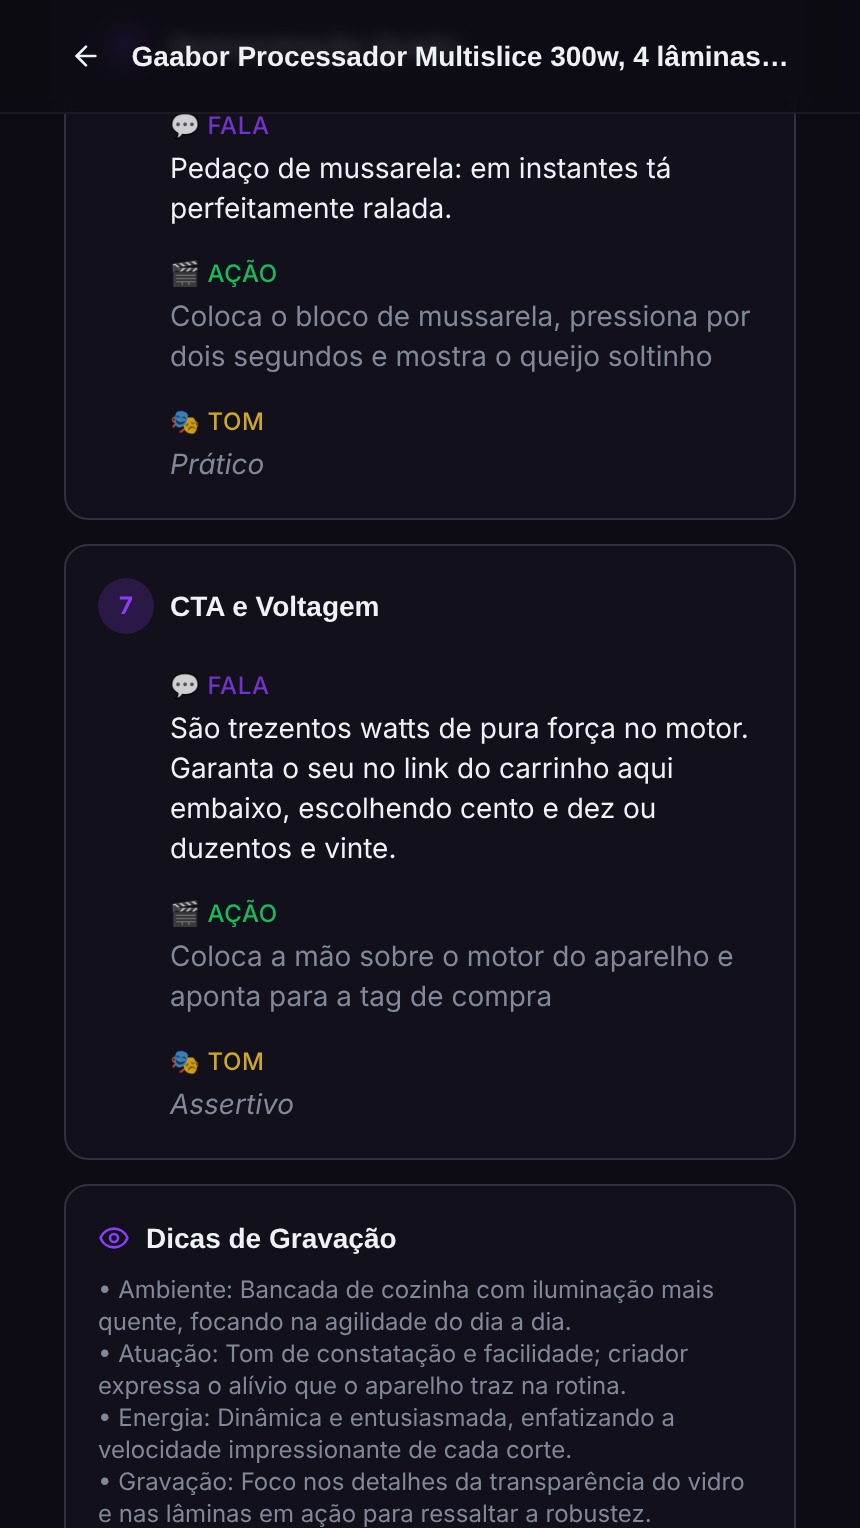 Gaabor Processador Multislice 300w, 4 lâminas...
FALA
Pedaço de mussarela: em instantes tá
perfeitamente ralada.
AÇÃO
Coloca o bloco de mussarela, pressiona por
dois segundos e mostra o queijo soltinho
TOM
Prático
7 CTA e Voltagem
FALA
São trezentos watts de pura força no motor.
Garanta o seu no link do carrinho aqui
embaixo, escolhendo cento e dez ou
duzentos e vinte.
AÇÃO
Coloca a mão sobre o motor do aparelho e
aponta para a tag de compra
TOM
Assertivo
Dicas de Gravação
• Ambiente: Bancada de cozinha com iluminação mais
quente, focando na agilidade do dia a dia.
• Atuação: Tom de constatação e facilidade; criador
expressa o alívio que o aparelho traz na rotina.
• Energia: Dinâmica e entusiasmada, enfatizando a
velocidade impressionante de cada corte.
• Gravação: Foco nos detalhes da transparência do vidro
e nas lâminas em ação para ressaltar a robustez.